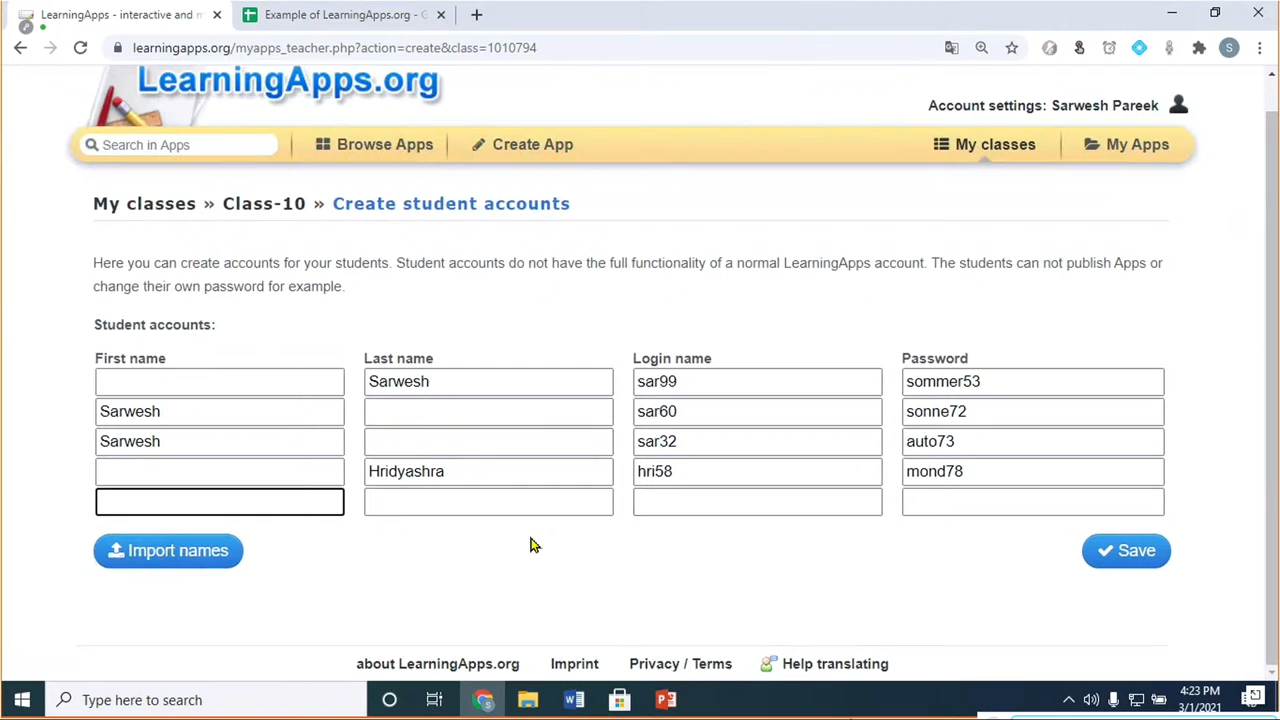 LearningApps - interactive and m
Example of LearningApps.org - G
learningapps.org/myapps_teacher.php?action=create&class=1010794
S
LearningApps.org
Account settings: Sarwesh Pareek
Search in Apps
Browse Apps
Create App
My classes
My Apps
My classes » Class-10 » Create student accounts
Here you can create accounts for your students. Student accounts do not have the full functionality of a normal LearningApps account. The students can not publish Apps or
change their own password for example.
Student accounts:
First name Last name Login name Password
Sarwesh sar99 sommer53
Sarwesh sar60 sonne72
Sarwesh sar32 auto73
Hridyashra hri58 mond78
Import names
Save
about LearningApps.org Imprint Privacy / Terms Help translating
Type here to search
4:23 PM
3/1/2021